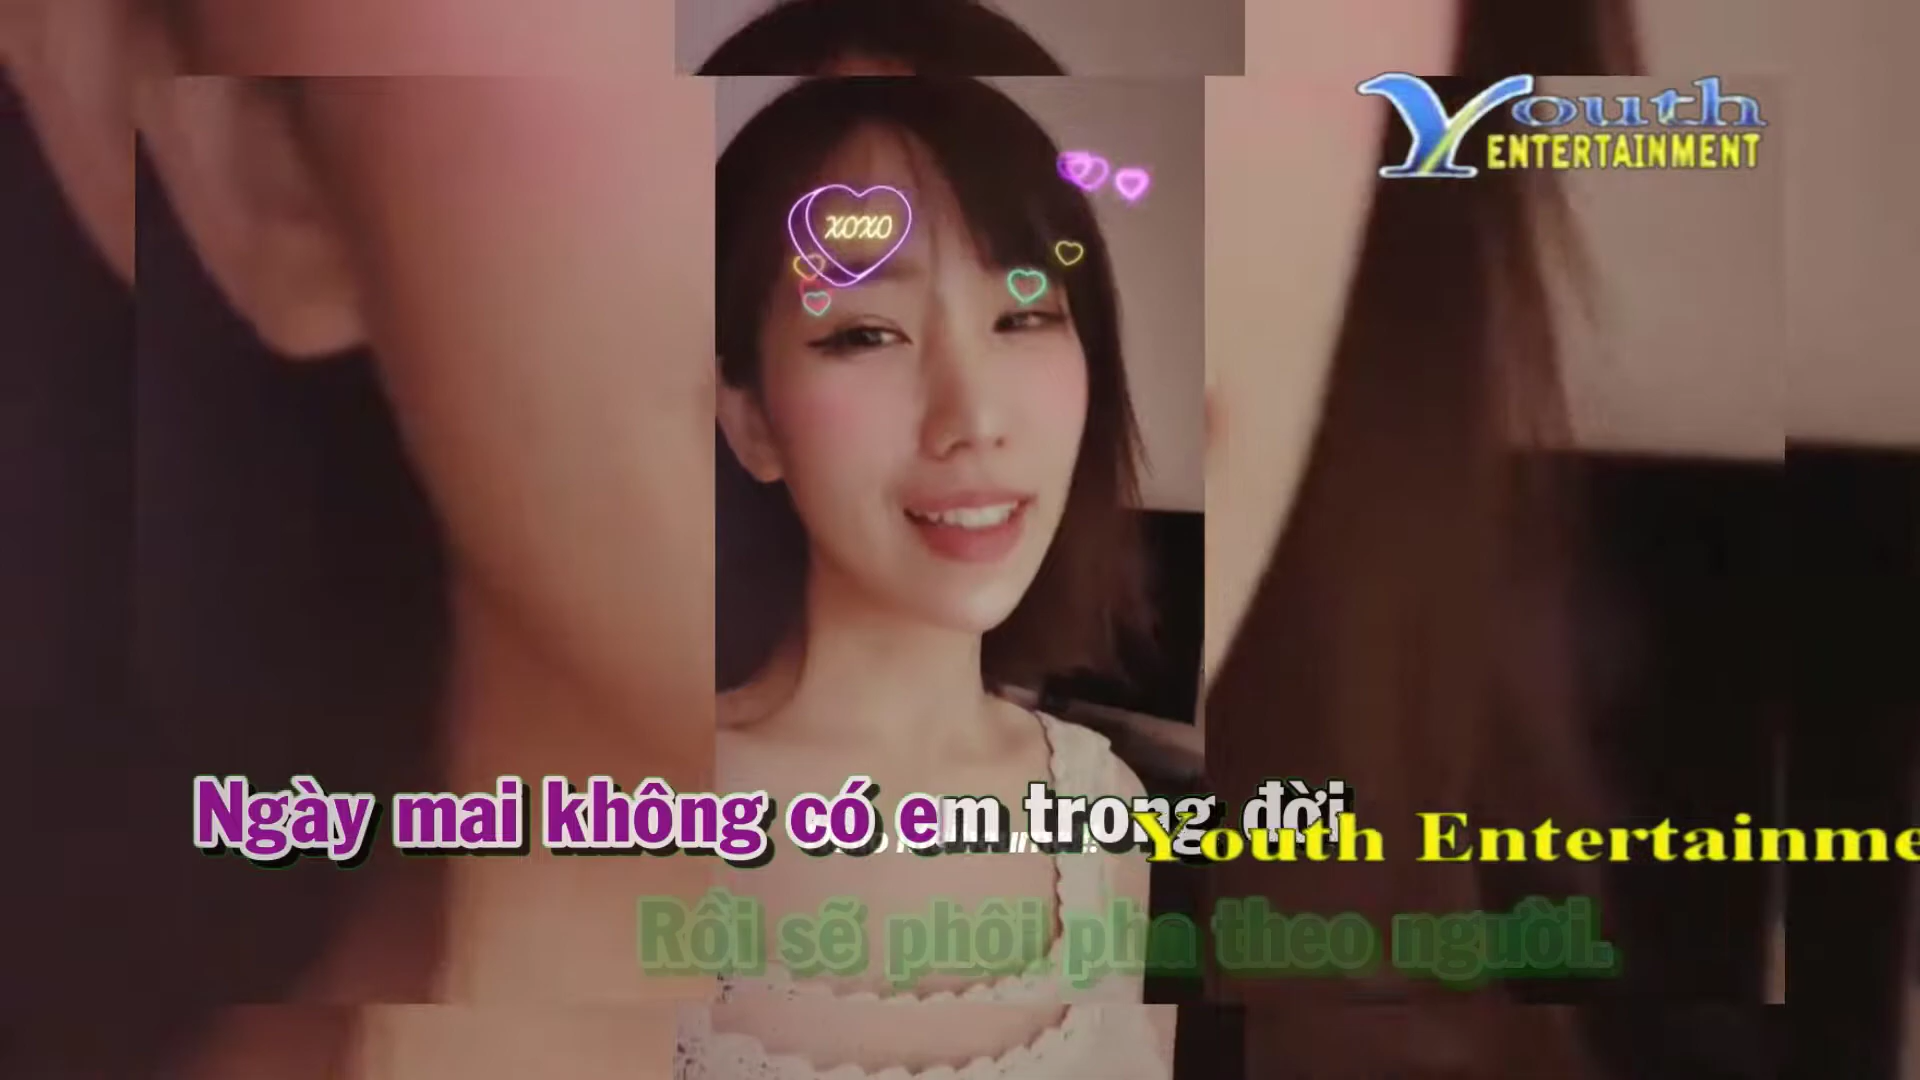 Youth
ENTERTAINMENT
xoxo
Ngày mai không có em trong đời
Youth Entertainme
Rồi sẽ phôi pha theo người.